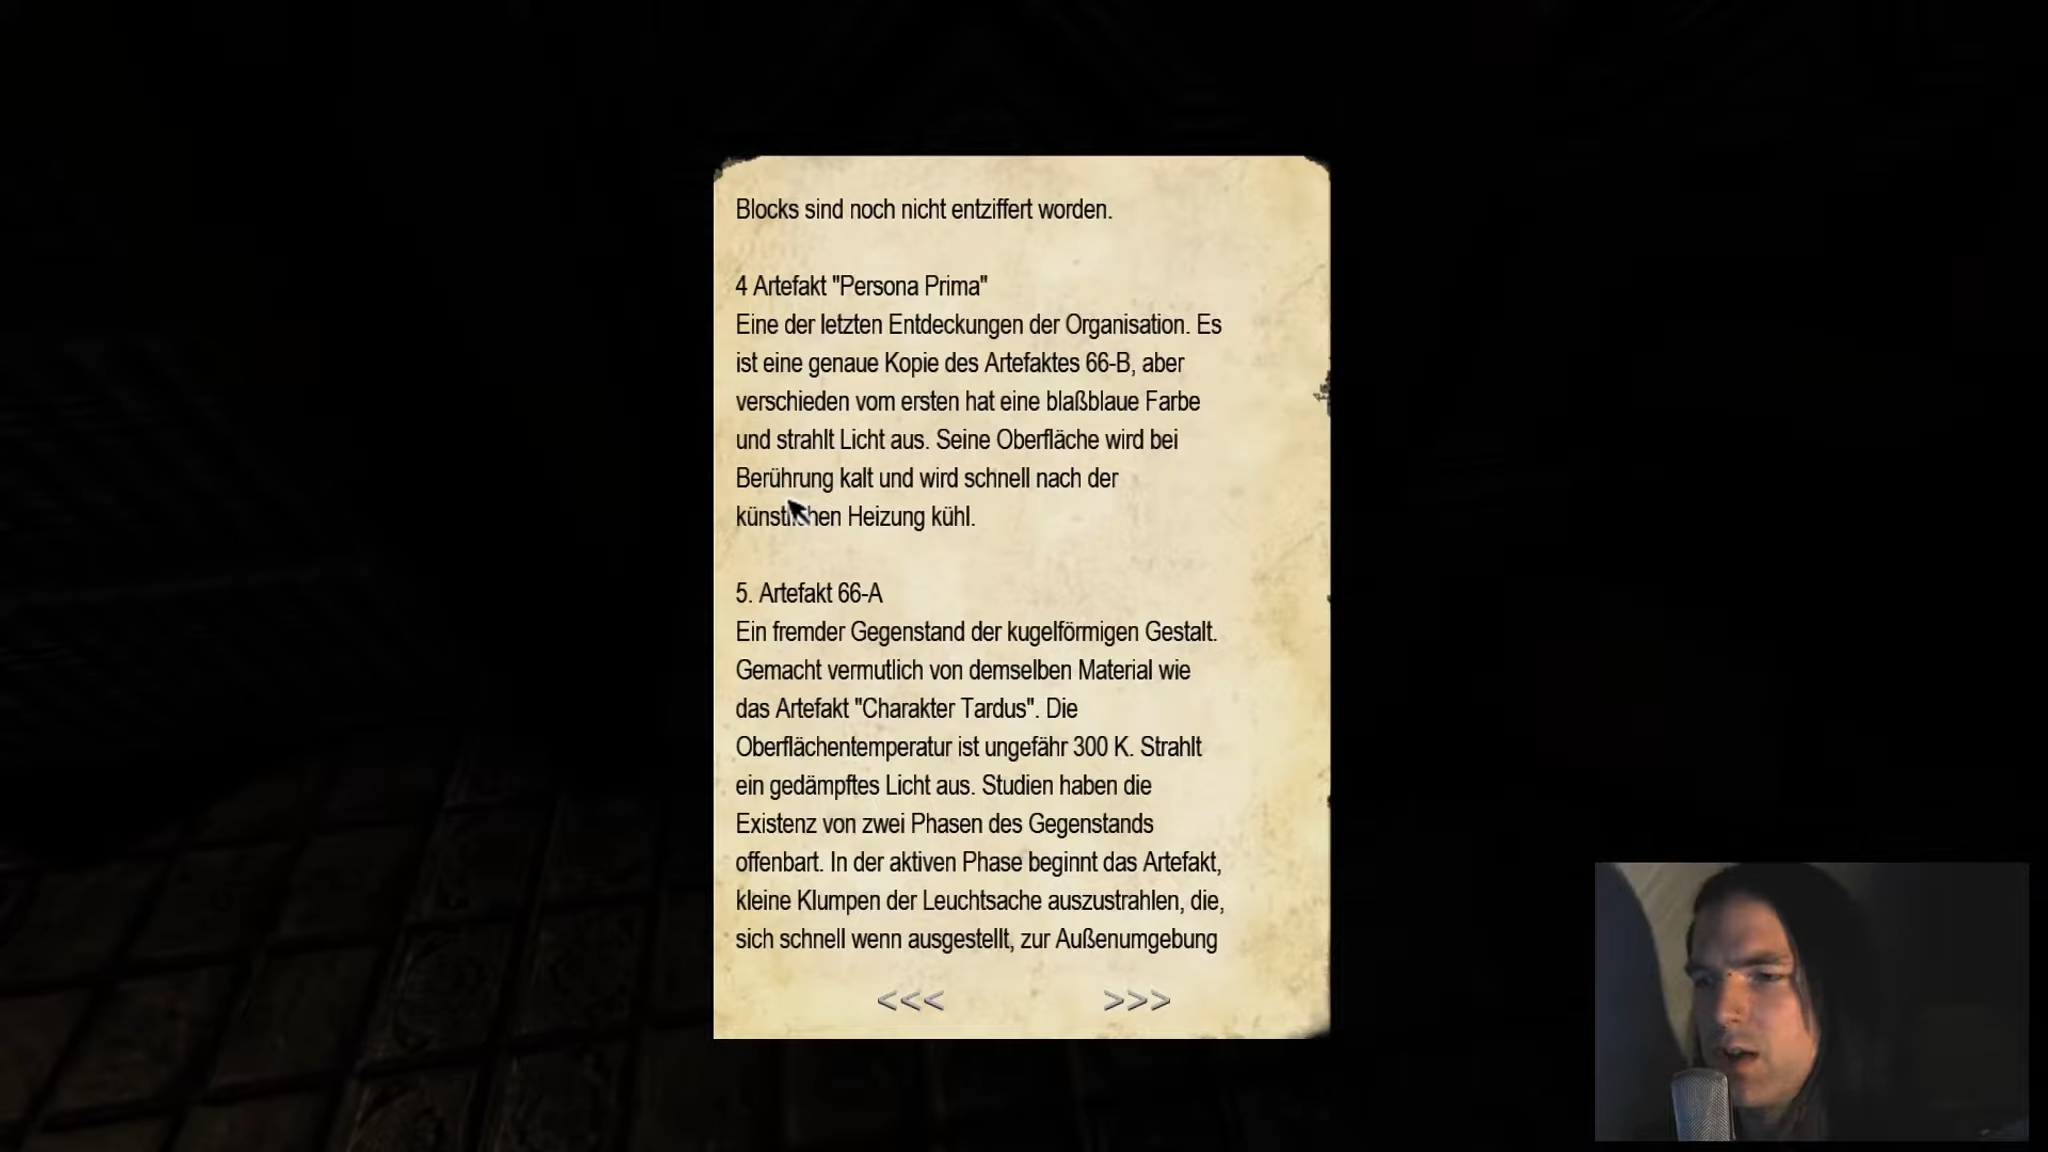 Blocks sind noch nicht entziffert worden.
4 Artefakt "Persona Prima"
Eine der letzten Entdeckungen der Organisation. Es
ist eine genaue Kopie des Artefaktes 66-B, aber
verschieden vom ersten hat eine blaßblaue Farbe
und strahlt Licht aus. Seine Oberfläche wird bei
Berührung kalt und wird schnell nach der
künstlichen Heizung kühl.
5. Artefakt 66-A
Ein fremder Gegenstand der kugelförmigen Gestalt.
Gemacht vermutlich von demselben Material wie
das Artefakt "Charakter Tardus". Die
Oberflächentemperatur ist ungefähr 300 K. Strahlt
ein gedämpftes Licht aus. Studien haben die
Existenz von zwei Phasen des Gegenstands
offenbart. In der aktiven Phase beginnt das Artefakt,
kleine Klumpen der Leuchtsache auszustrahlen, die,
sich schnell wenn ausgestellt, zur Außenumgebung
<<< >>>